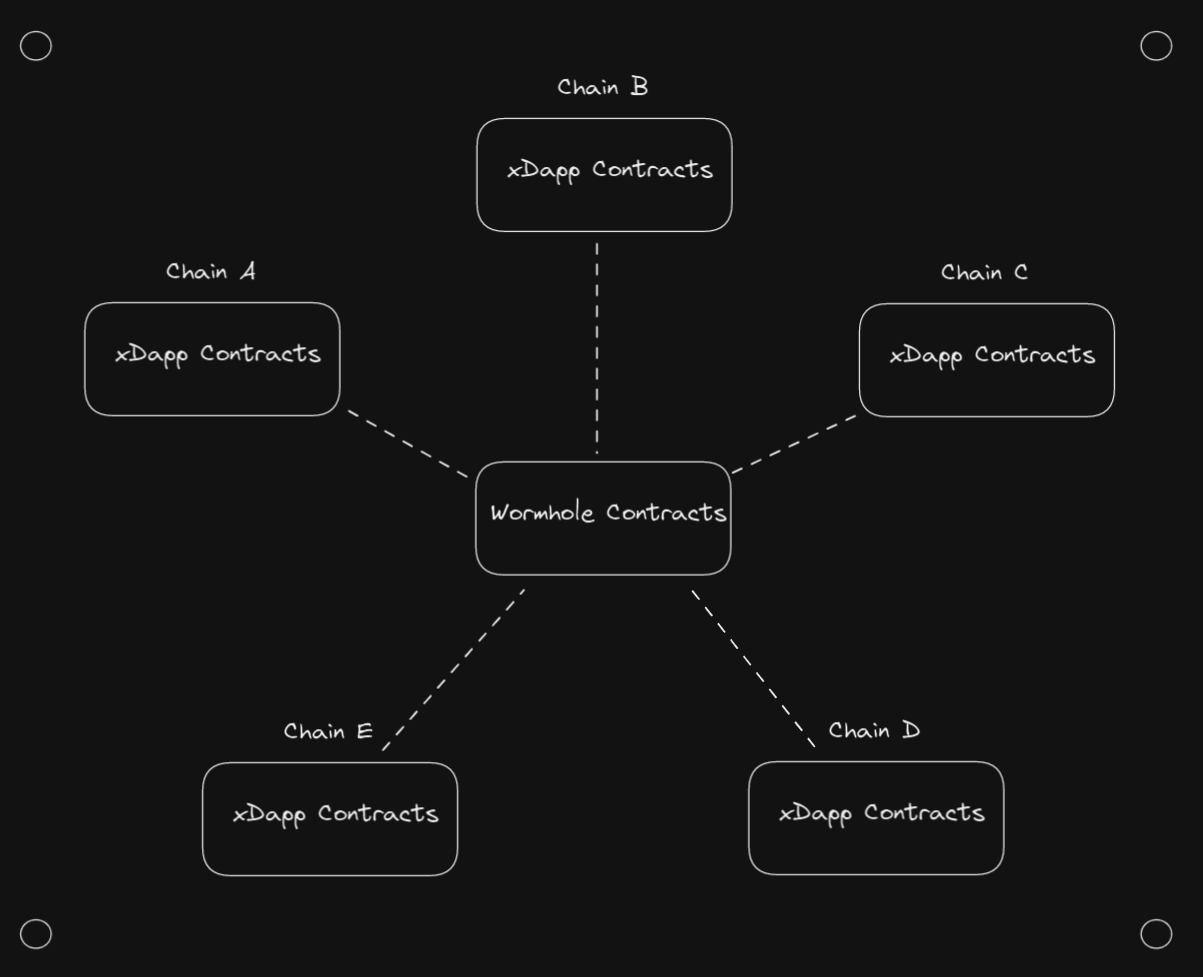 Chain B
xDapp Contracts
Chain A
xDapp Contracts
Chain C
xDapp Contracts
Wormhole Contracts
Chain E
xDapp Contracts
Chain D
xDapp Contracts